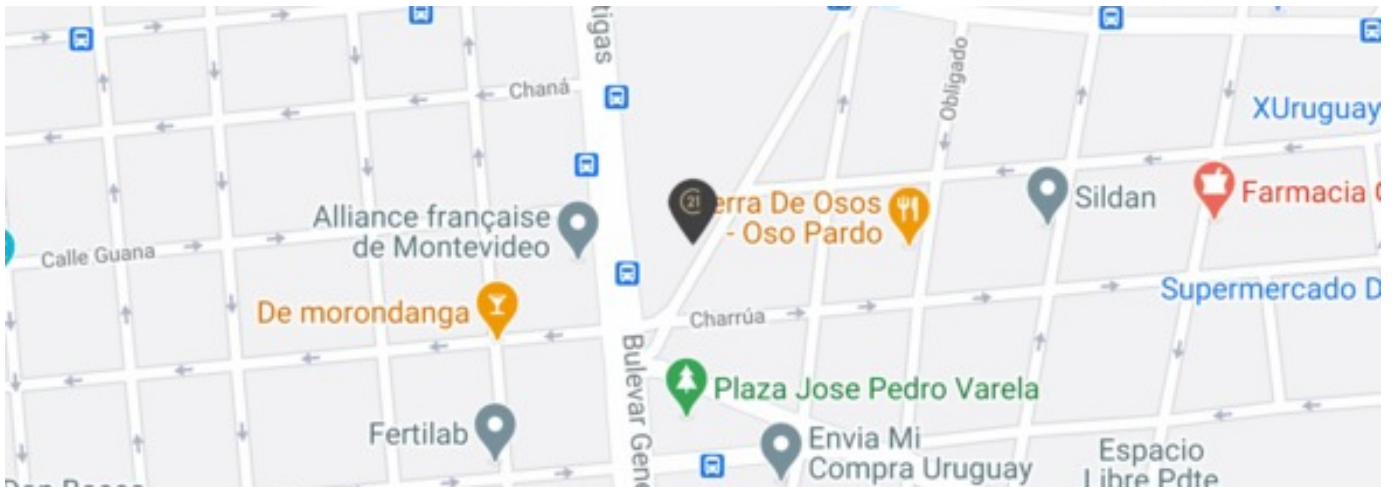 tigas
Chaná
Obligado
XUruguay
21
erra De Osos
- Oso Pardo
Sildan
Farmacia
Alliance française
de Montevideo
Calle Guana
De morondanga
Charrúa
Supermercado D
Bulevar Gene
Plaza Jose Pedro Varela
Fertilab
Envia Mi
Compra Uruguay
Espacio
Libre Pdte